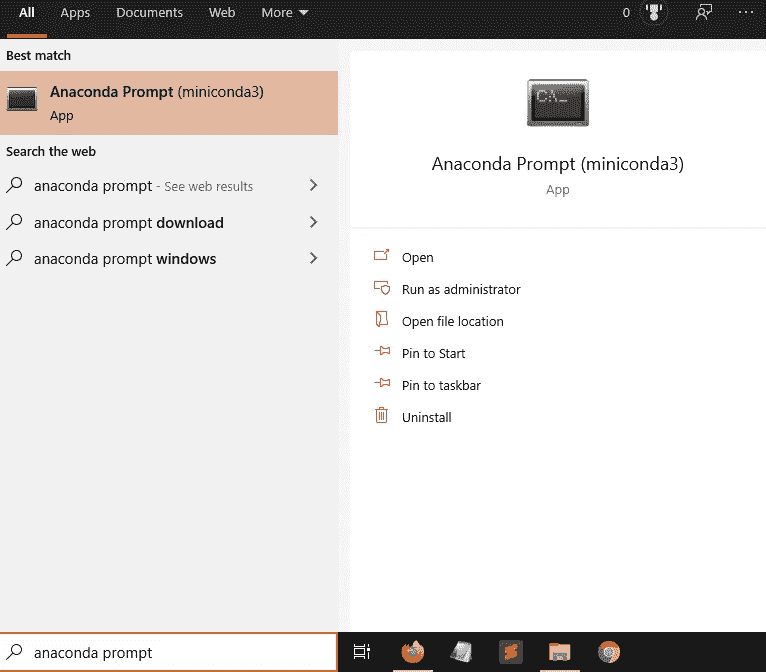 All Apps Documents Web More 0 ...
Best match
Anaconda Prompt (miniconda3)
App
Search the web
anaconda prompt - See web results
anaconda prompt download
anaconda prompt windows
C:\_
Anaconda Prompt (miniconda3)
App
Open
Run as administrator
Open file location
Pin to Start
Pin to taskbar
Uninstall
anaconda prompt